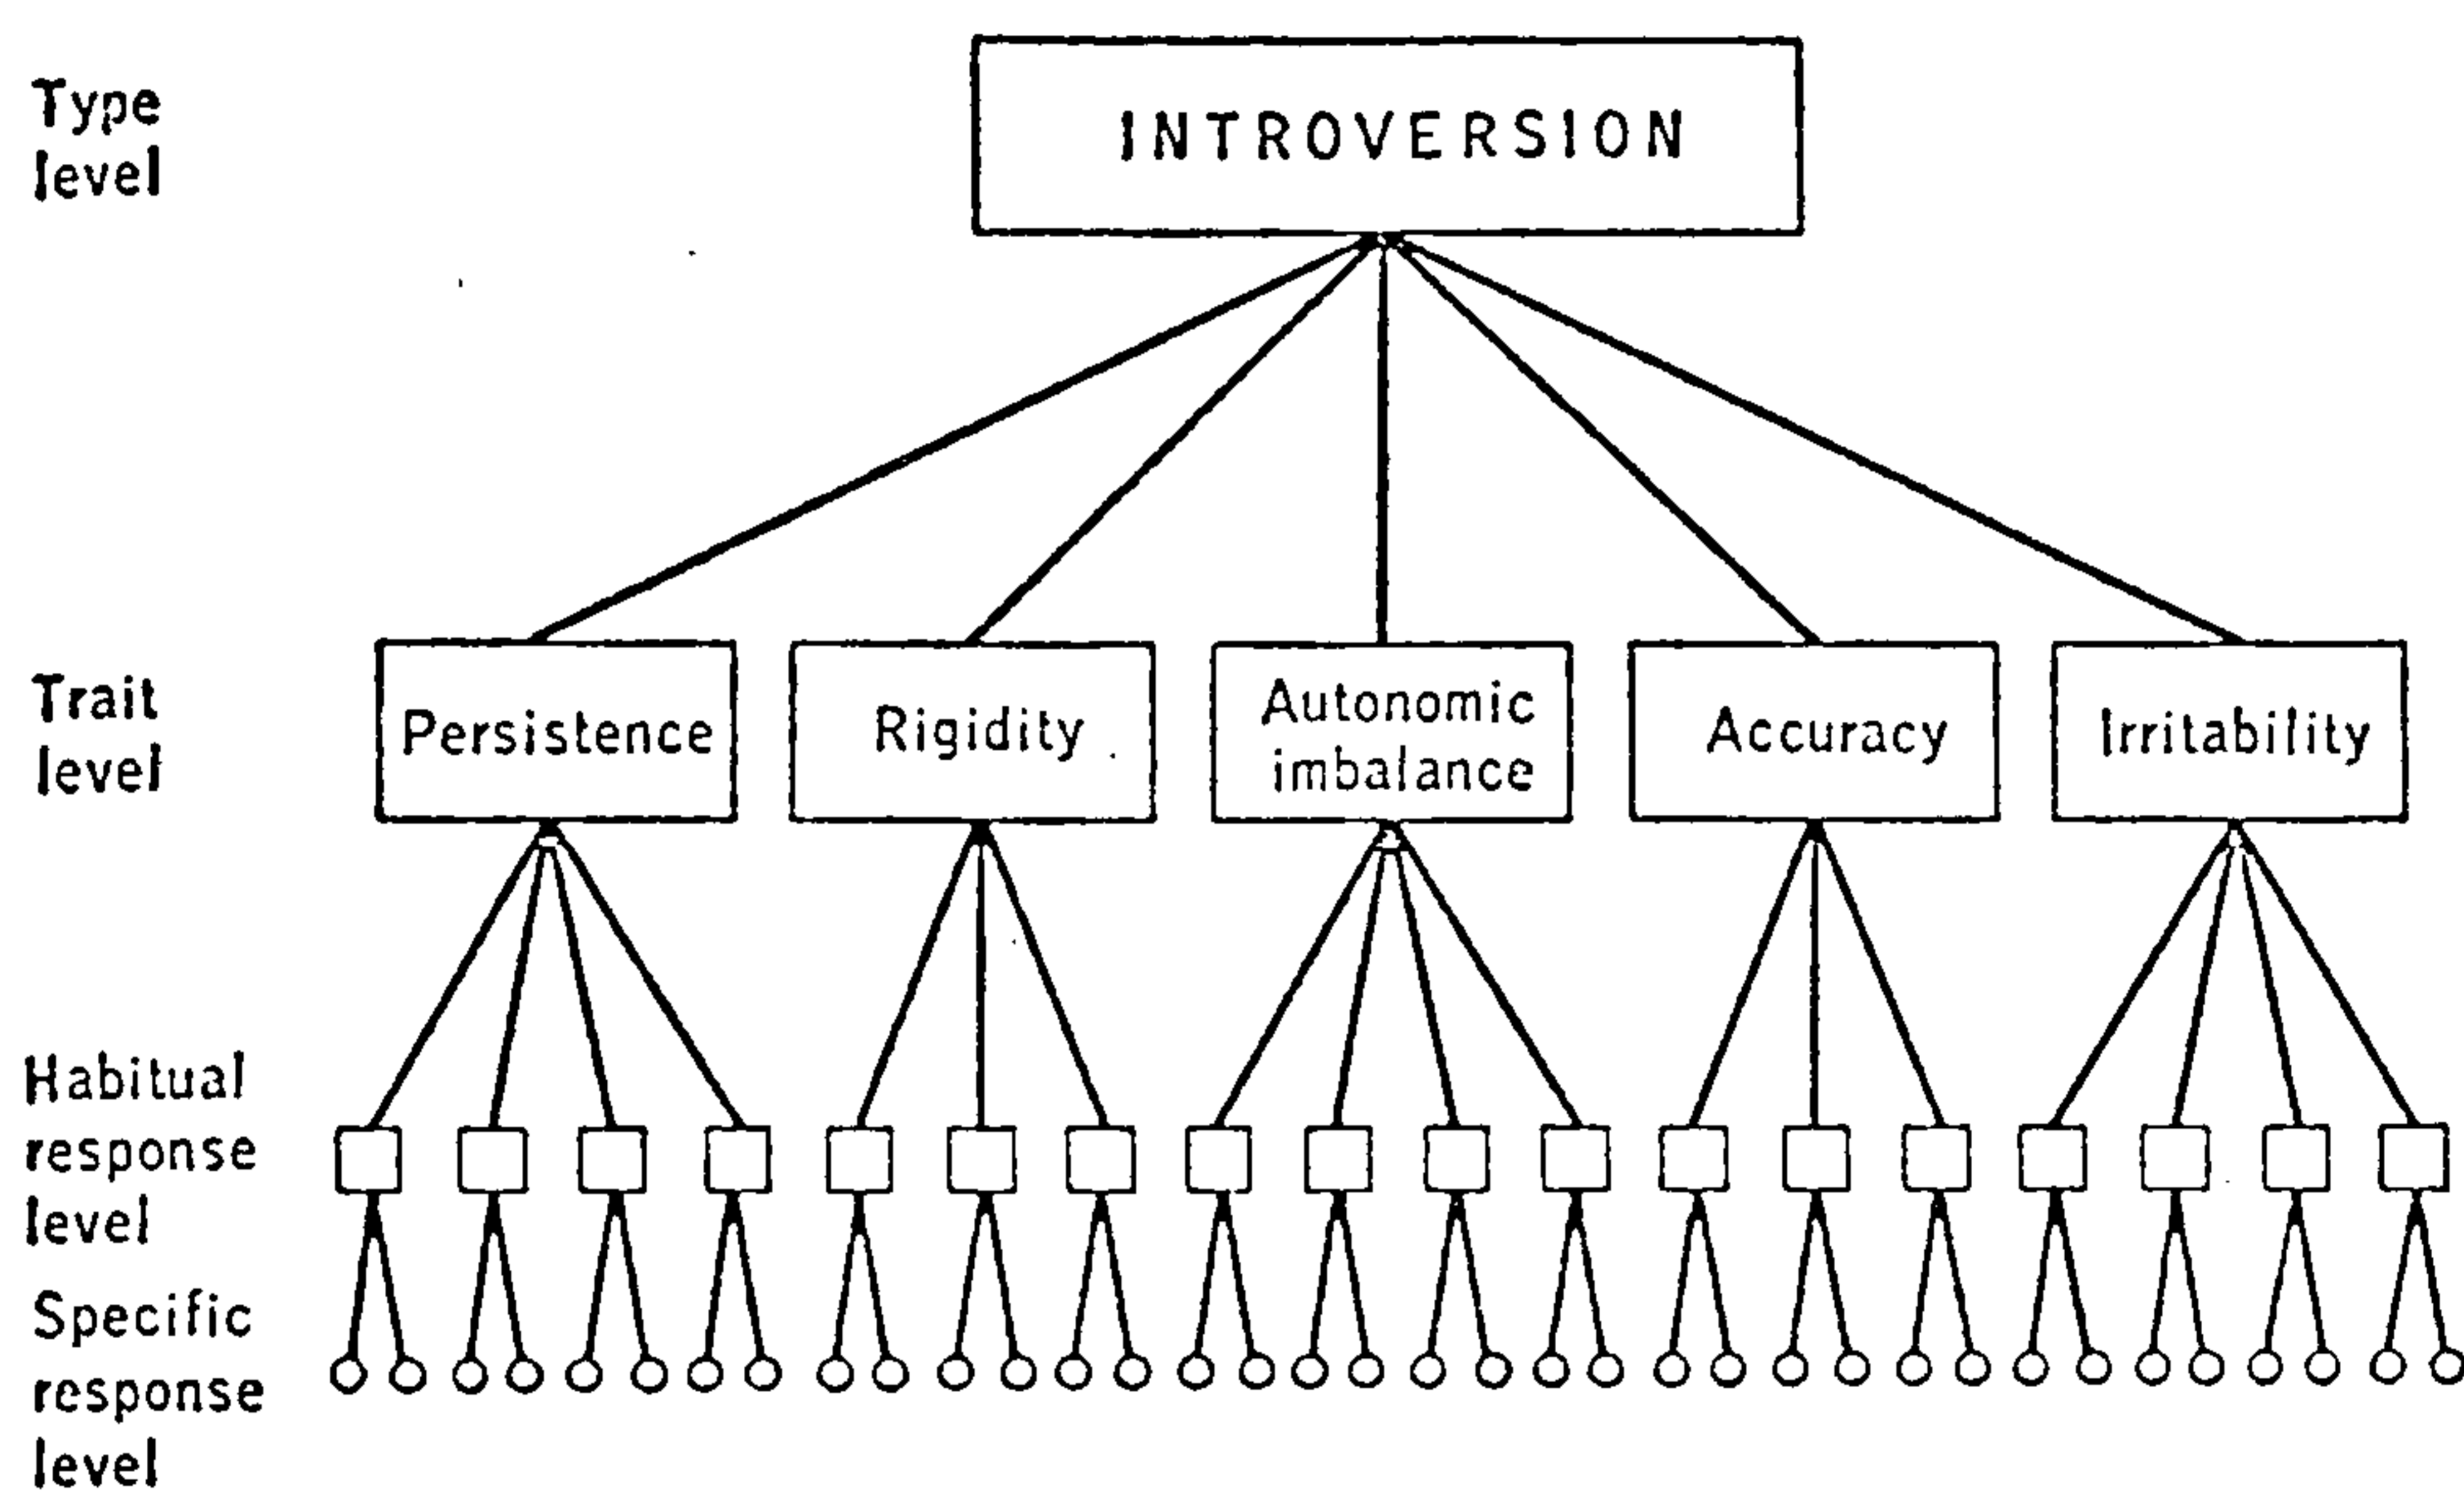 Type
level
INTROVERSION
Trait
level
Persistence
Rigidity
Autonomic
imbalance
Accuracy
Irritability
Habitual
response
level
Specific
response
level